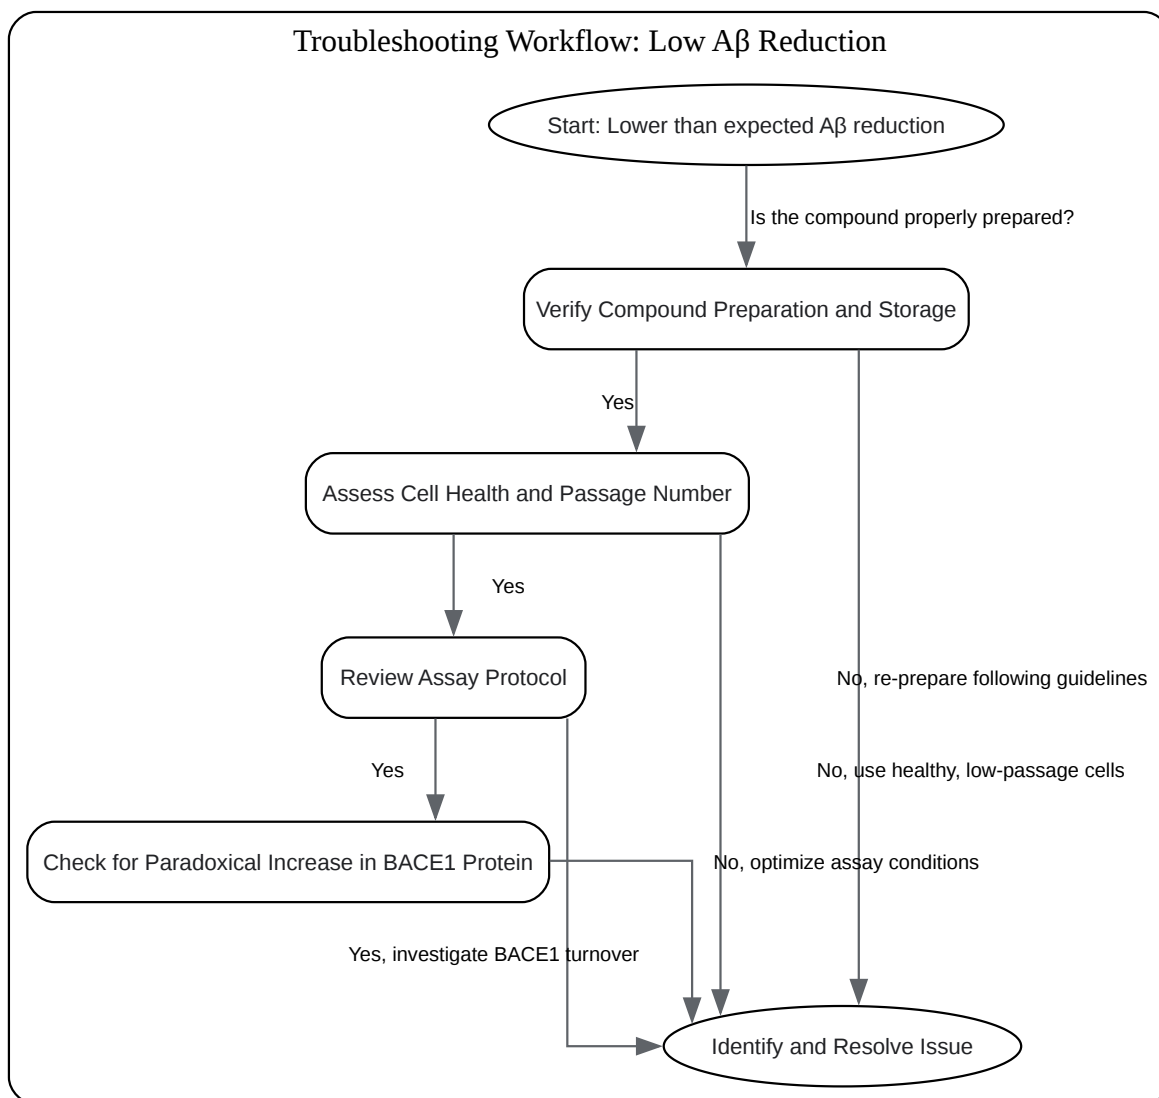 Troubleshooting Workflow: Low Aβ Reduction
Start: Lower than expected Aβ reduction
Is the compound properly prepared?
Verify Compound Preparation and Storage
Yes
Assess Cell Health and Passage Number
Yes
Review Assay Protocol
No, re-prepare following guidelines
Yes
No, use healthy, low-passage cells
Check for Paradoxical Increase in BACE1 Protein
No, optimize assay conditions
Yes, investigate BACE1 turnover
Identify and Resolve Issue